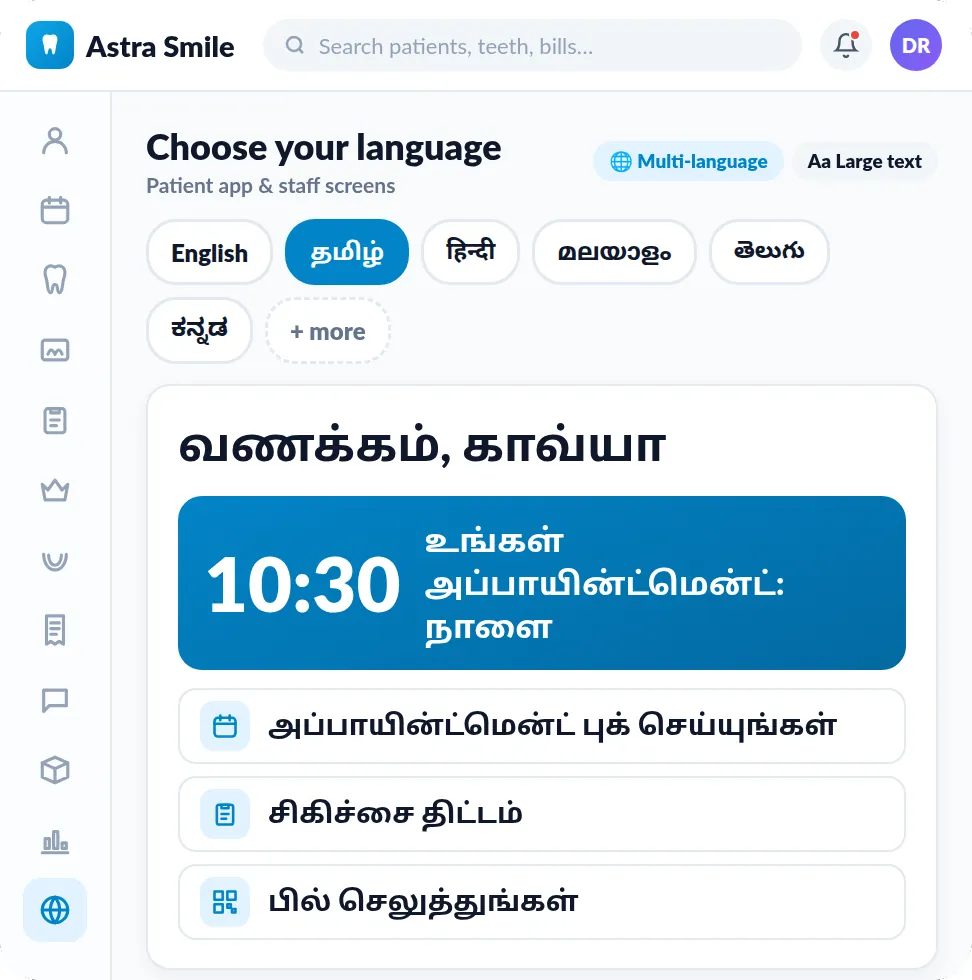 Astra Smile
Search patients, teeth, bills...
DR
Choose your language
Patient app & staff screens
Multi-language
Aa Large text
English
தமிழ்
हिन्दी
മലയാളം
తెలుగు
ಕನ್ನಡ
+ more
வணக்கம், காவ்யா
10:30
உங்கள்
அப்பாயின்ட்மென்ட்:
நாளை
அப்பாயின்ட்மென்ட் புக் செய்யுங்கள்
சிகிச்சை திட்டம்
பில் செலுத்துங்கள்